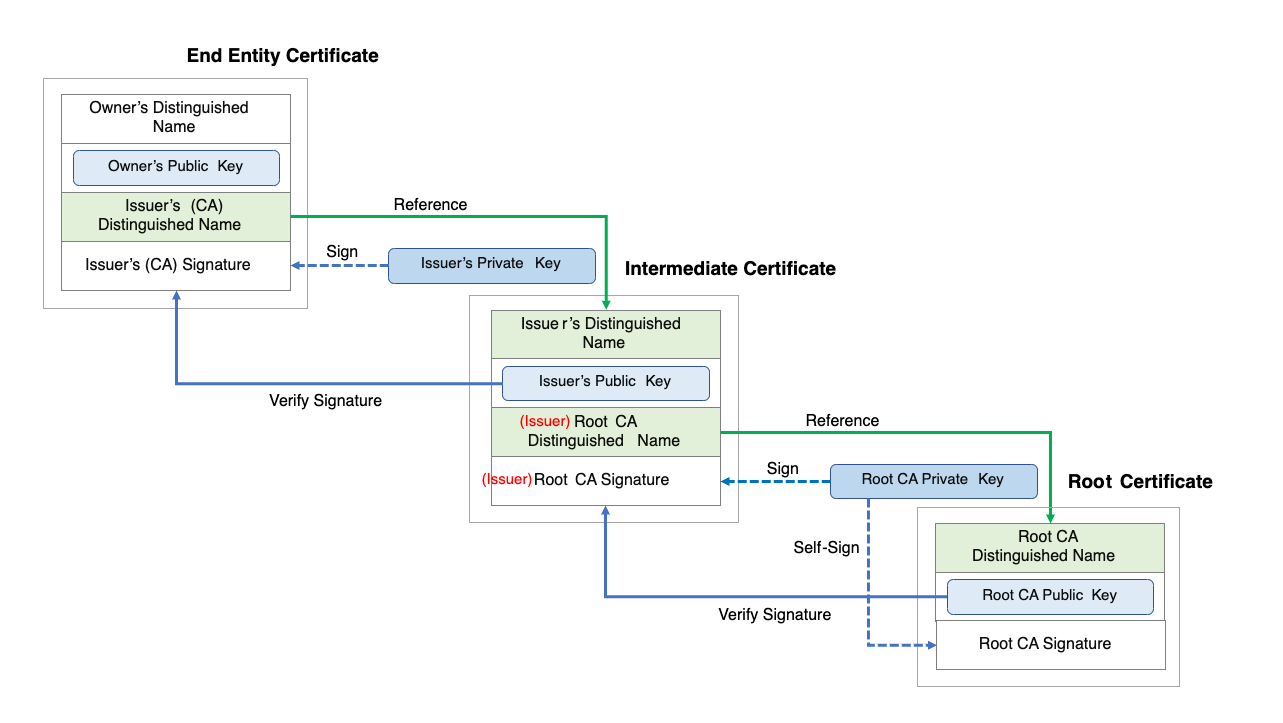 End Entity Certificate
Owner's Distinguished
Name
Owner's Public Key
Issuer's (CA)
Distinguished Name
Issuer's (CA) Signature
Reference
Sign
Issuer's Private Key
Verify Signature
Intermediate Certificate
Issuer's Distinguished
Name
Issuer's Public Key
(Issuer) Root CA
Distinguished Name
(Issuer) Root CA Signature
Reference
Sign
Root CA Private Key
Self-Sign
Verify Signature
Root Certificate
Root CA
Distinguished Name
Root CA Public Key
Root CA Signature